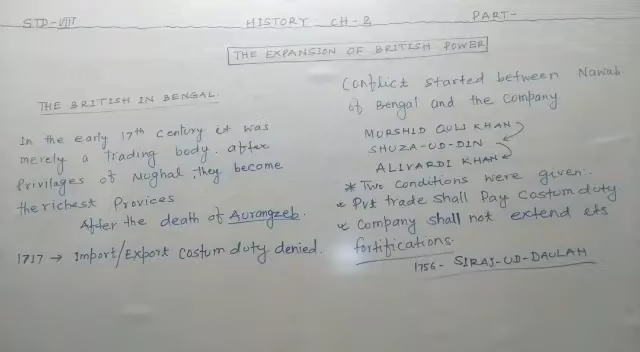 STD-VIII
HISTORY CH-2
PART-
THE EXPANSION OF BRITISH POWER
THE BRITISH IN BENGAL.
In the early 17th century it was
merely a trading body. after
Privilages of Mughal, they become
the richest Provices
After the death of Aurangzeb.
1717 → Import/Export costum duty denied.
Conflict started between Nawab
of Bengal and the Company
MURSHID QULI KHAN
SHUZA-UD-DIN
ALIVARDI KHAN
* Two conditions were given.
* Pvt trade shall Pay Costum duty
* Company shall not extend its
fortifications.
1756- SIRAJ-UD-DAULAH